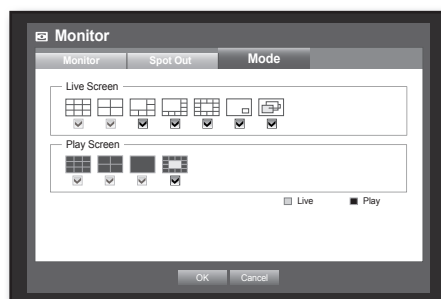 Monitor
Monitor Spot Out Mode
Live Screen
Play Screen
Live Play
OK Cancel